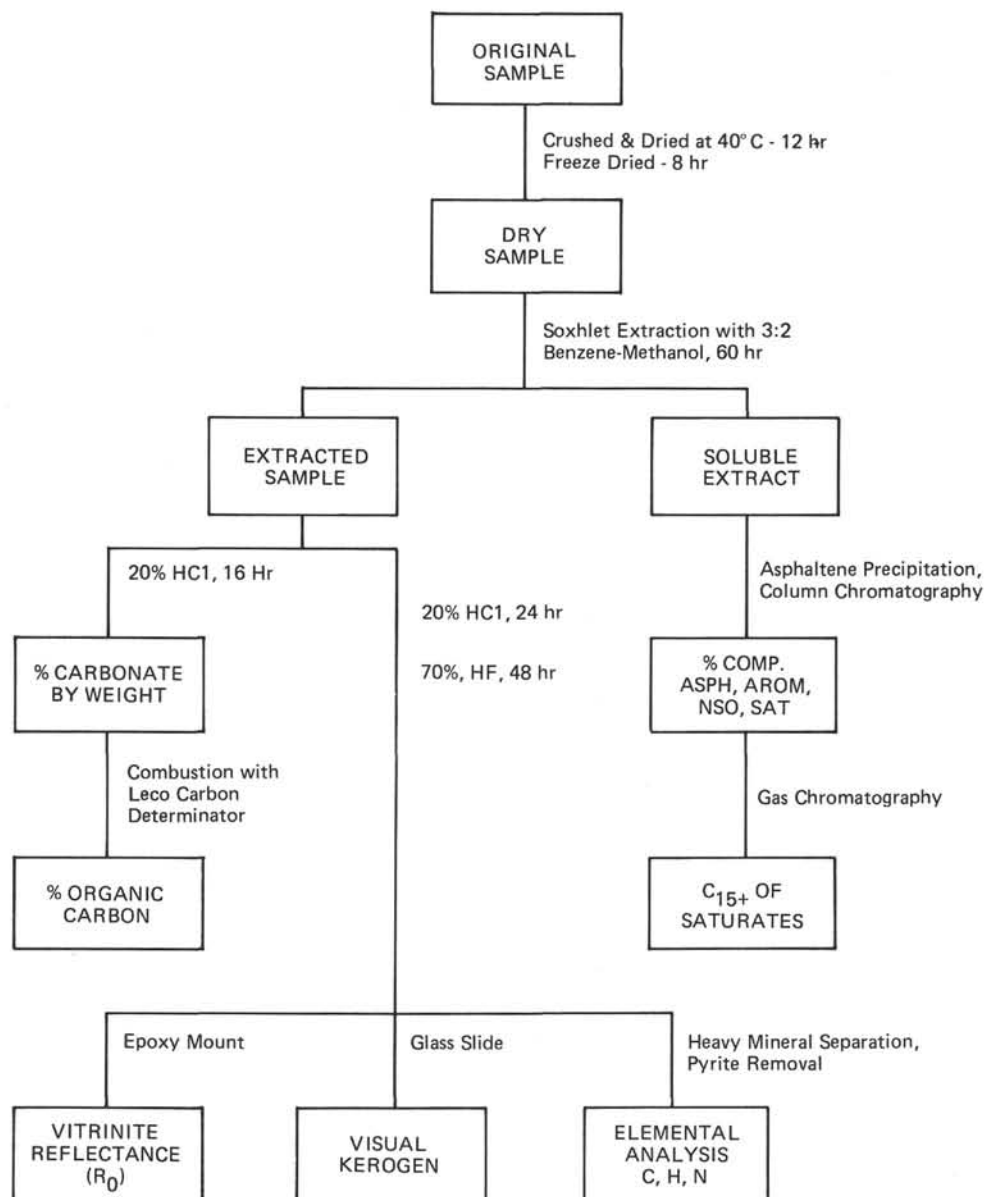 ORIGINAL
SAMPLE
Crushed & Dried at 40° C - 12 hr
Freeze Dried - 8 hr
DRY
SAMPLE
Soxhlet Extraction with 3:2
Benzene-Methanol, 60 hr
EXTRACTED
SAMPLE
SOLUBLE
EXTRACT
20% HC1, 16 Hr
20% HC1, 24 hr
70%, HF, 48 hr
Asphaltene Precipitation,
Column Chromatography
% CARBONATE
BY WEIGHT
% COMP.
ASPH, AROM,
NSO, SAT
Combustion with
Leco Carbon
Determinator
Gas Chromatography
% ORGANIC
CARBON
C15+ OF
SATURATES
Epoxy Mount
Glass Slide
Heavy Mineral Separation,
Pyrite Removal
VITRINITE
REFLECTANCE
(R0)
VISUAL
KEROGEN
ELEMENTAL
ANALYSIS
C, H, N